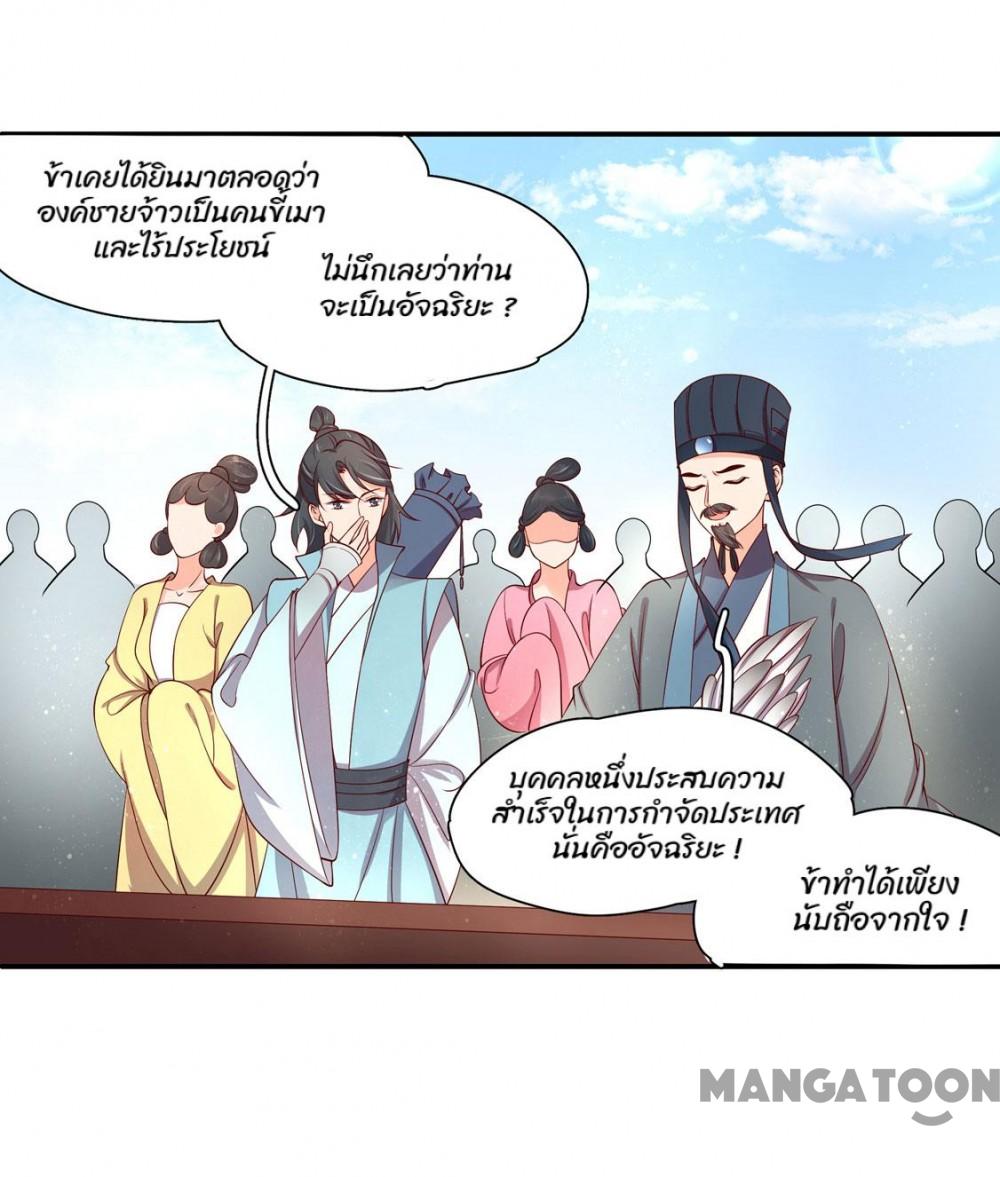 ข้าเคยได้ยินมาตลอดว่า
องค์ชายจ้าวเป็นคนขี้เมา
และไร้ประโยชน์
ไม่นึกเลยว่าท่าน
จะเป็นอัจฉริยะ ?
บุคคลหนึ่งประสบความ
สำเร็จในการกำจัดประเทศ
นั่นคืออัจฉริยะ !
ข้าทำได้เพียง
นับถือจากใจ !
MANGATOON